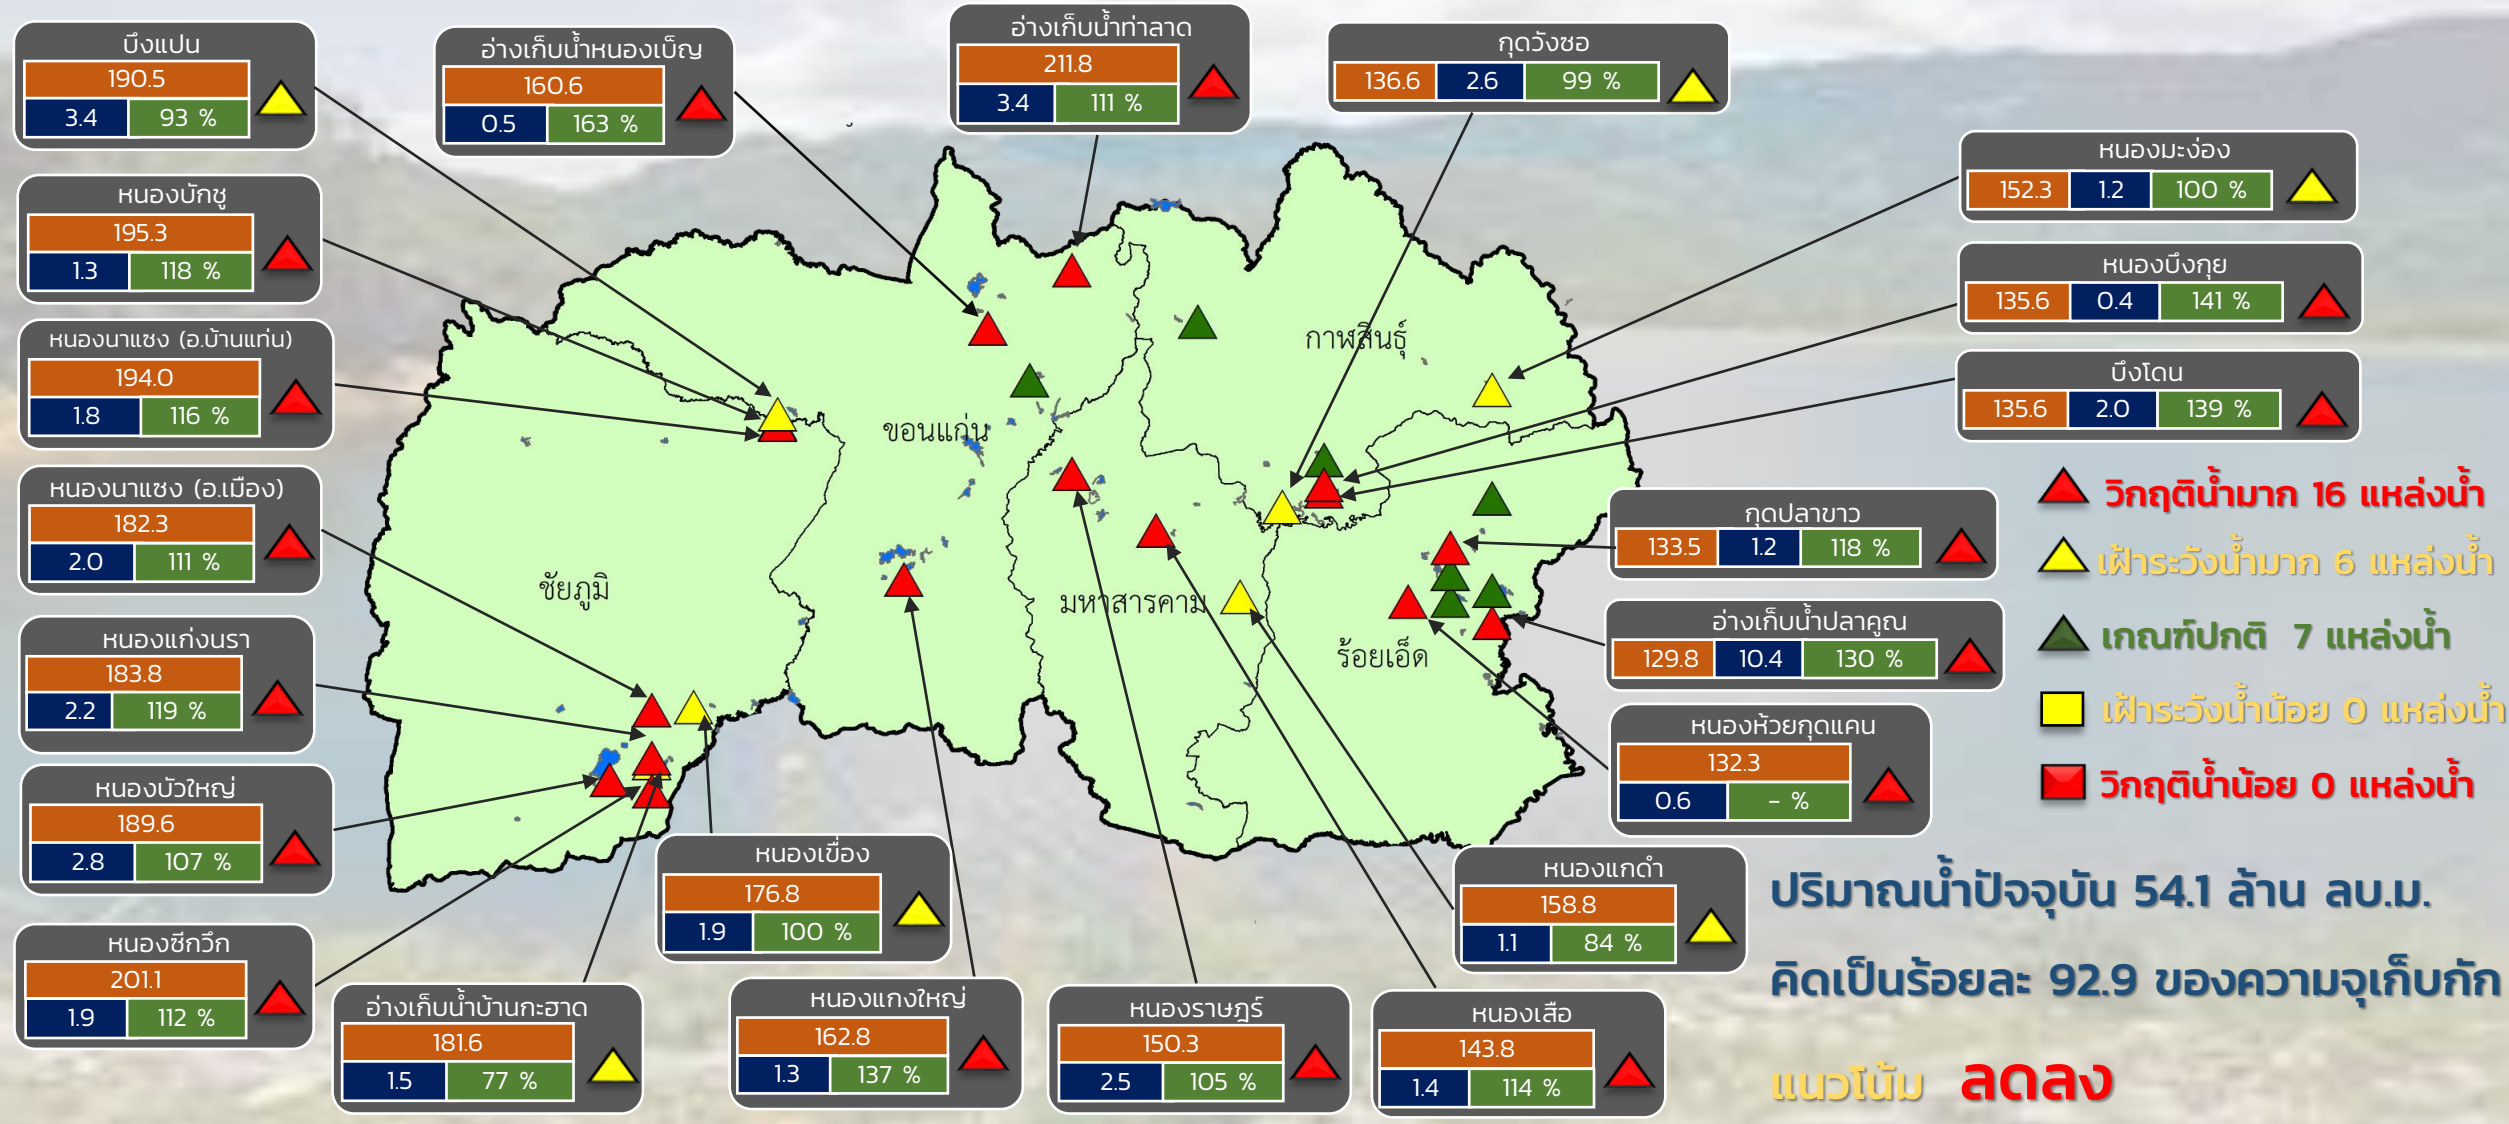 บึงแปน
190.5
3.4 93 %
อ่างเก็บน้ำหนองเบ็ญ
160.6
0.5 163 %
อ่างเก็บน้ำท่าลาด
211.8
3.4 111 %
กุดวังซอ
136.6 2.6 99 %
หนองมะง่อง
152.3 1.2 100 %
หนองบึงกุย
135.6 0.4 141 %
บึงโดน
135.6 2.0 139 %
หนองบักชู
195.3
1.3 118 %
หนองนาแซง (อ.บ้านแท่น)
194.0
1.8 116 %
หนองนาแซง (อ.เมือง)
182.3
2.0 111 %
หนองแก่งนรา
183.8
2.2 119 %
หนองบัวใหญ่
189.6
2.8 107 %
หนองซีกวึก
201.1
1.9 112 %
อ่างเก็บน้ำบ้านกะฮาด
181.6
1.5 77 %
หนองเขื่อง
176.8
1.9 100 %
หนองแกงใหญ่
162.8
1.3 137 %
หนองราษฎร์
150.3
2.5 105 %
หนองเสือ
143.8
1.4 114 %
หนองแกดำ
158.8
1.1 84 %
กุดปลาขาว
133.5 1.2 118 %
อ่างเก็บน้ำปลาคูณ
129.8 10.4 130 %
หนองห้วยกุดแคน
132.3
0.6 - %
กาฬสินธุ์
ขอนแก่น
ชัยภูมิ
มหาสารคาม
ร้อยเอ็ด
วิกฤติน้ำมาก 16 แหล่งน้ำ
เฝ้าระวังน้ำมาก 6 แหล่งน้ำ
เกณฑ์ปกติ 7 แหล่งน้ำ
เฝ้าระวังน้ำน้อย 0 แหล่งน้ำ
วิกฤติน้ำน้อย 0 แหล่งน้ำ
ปริมาณน้ำปัจจุบัน 54.1 ล้าน ลบ.ม.
คิดเป็นร้อยละ 92.9 ของความจุเก็บกัก
แนวโน้ม ลดลง